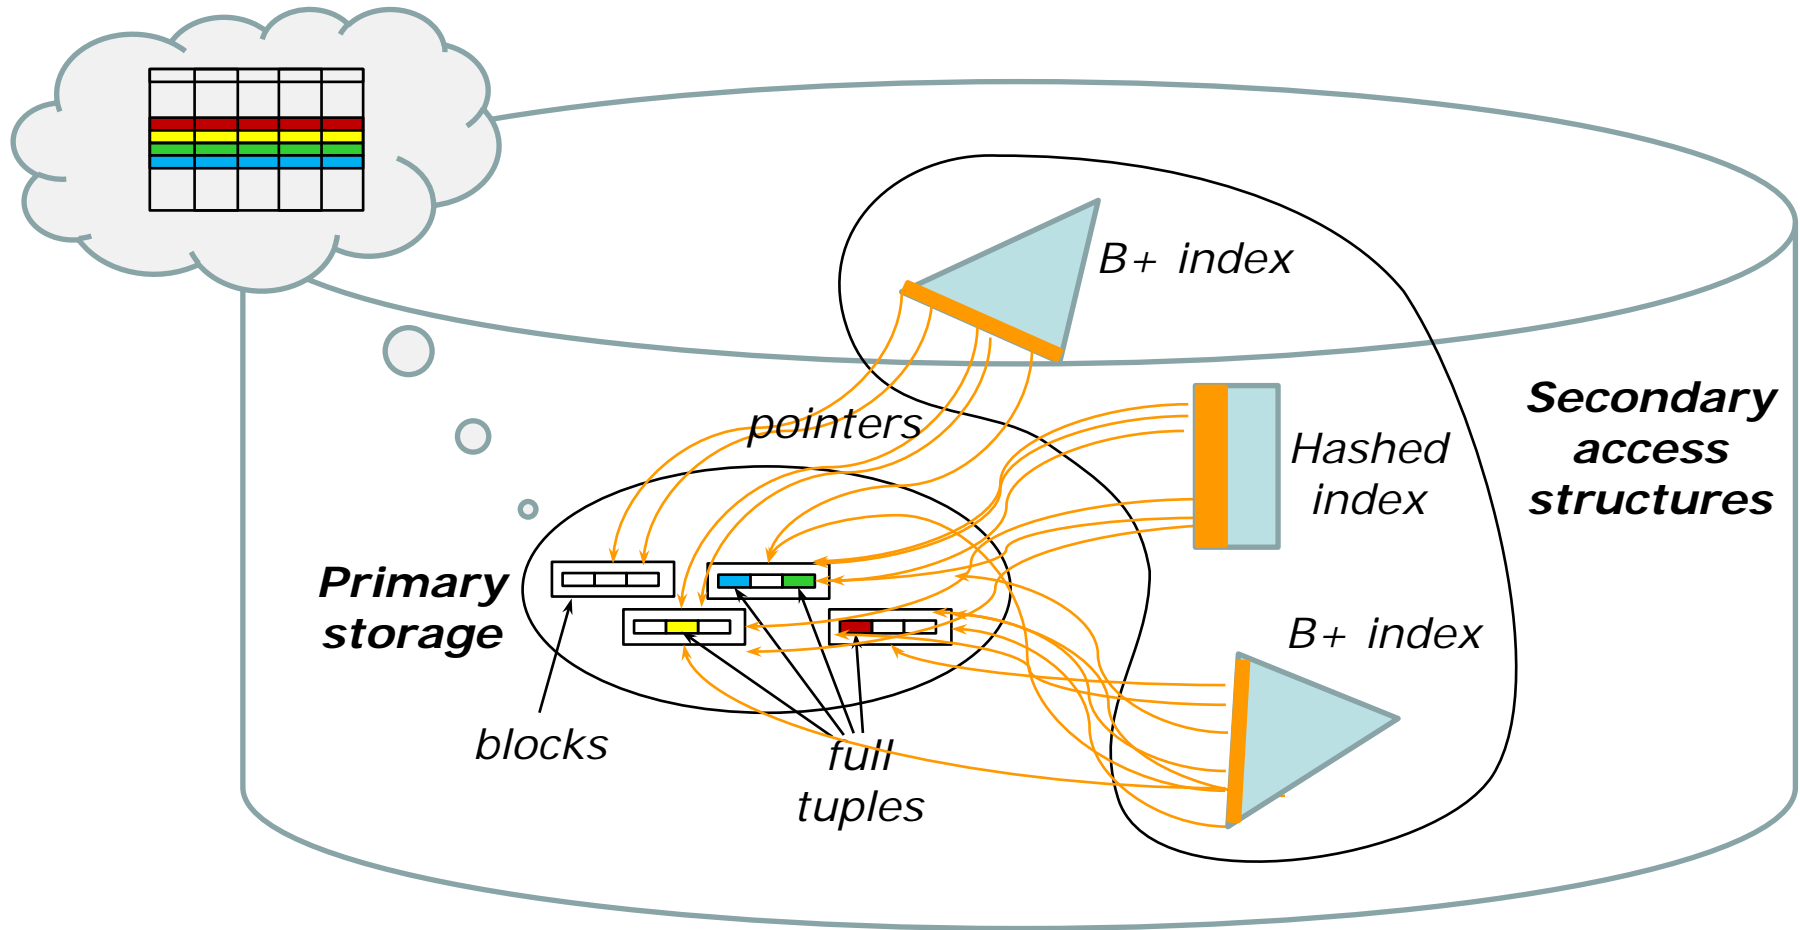 B+ index
pointers
Secondary
access
structures
Hashed
index
Primary
storage
B+ index
blocks
full
tuples